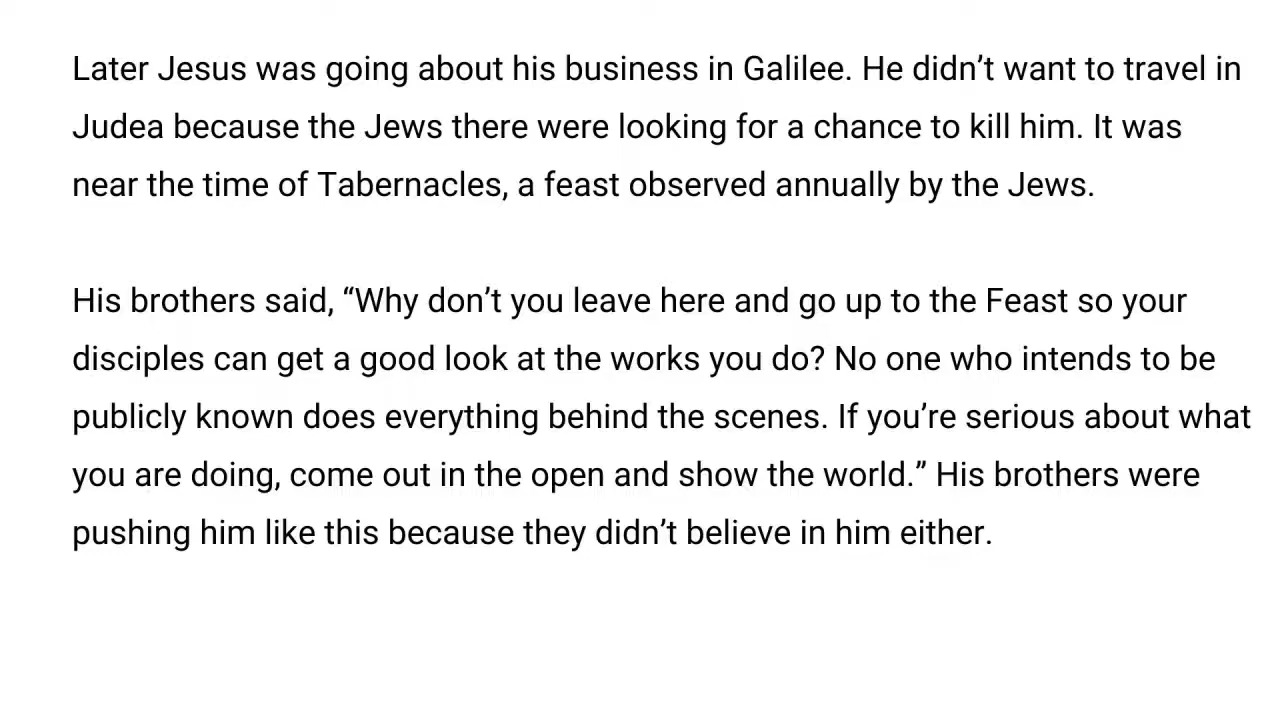 Later Jesus was going about his business in Galilee. He didn’t want to travel in
Judea because the Jews there were looking for a chance to kill him. It was
near the time of Tabernacles, a feast observed annually by the Jews.
His brothers said, “Why don’t you leave here and go up to the Feast so your
disciples can get a good look at the works you do? No one who intends to be
publicly known does everything behind the scenes. If you’re serious about what
you are doing, come out in the open and show the world.” His brothers were
pushing him like this because they didn’t believe in him either.